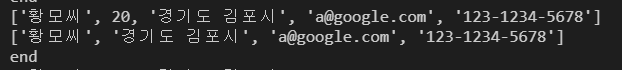 ['황모씨', 20, '경기도 김포시', 'a@google.com', '123-1234-5678']
['황모씨', '경기도 김포시', 'a@google.com', '123-1234-5678']
end